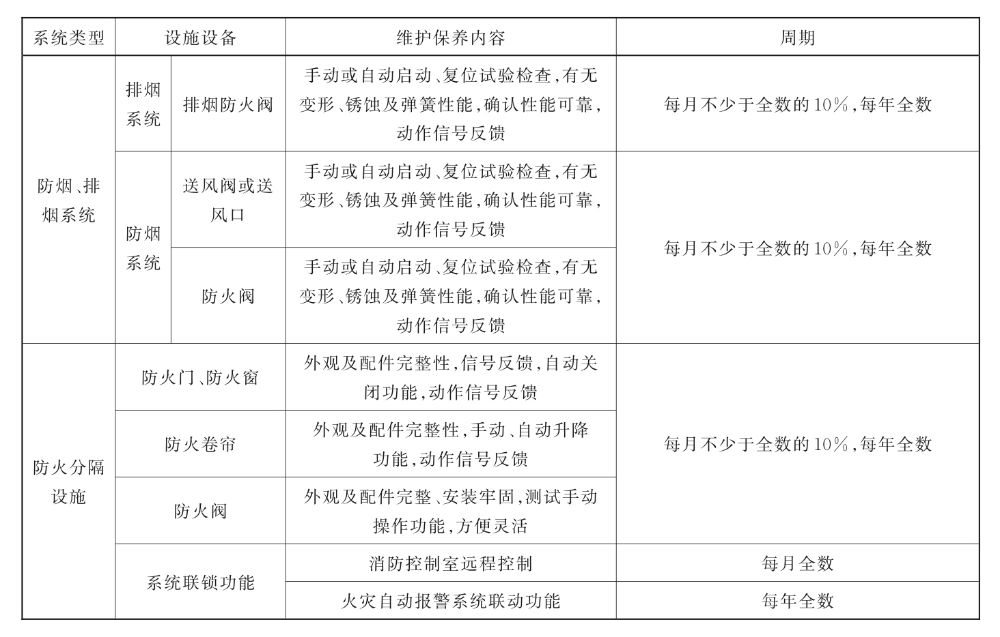 系统类型 设施设备 维护保养内容 周期
防烟、排
烟系统
排烟
系统
排烟防火阀
手动或自动启动、复位试验检查,有无
变形、锈蚀及弹簧性能,确认性能可靠,
动作信号反馈
每月不少于全数的10%,每年全数
防烟
系统
送风阀或送
风口
手动或自动启动、复位试验检查,有无
变形、锈蚀及弹簧性能,确认性能可靠,
动作信号反馈
每月不少于全数的10%,每年全数
防火阀
手动或自动启动、复位试验检查,有无
变形、锈蚀及弹簧性能,确认性能可靠,
动作信号反馈
防火分隔
设施
防火门、防火窗
外观及配件完整性,信号反馈,自动关
闭功能,动作信号反馈
每月不少于全数的10%,每年全数
防火卷帘
外观及配件完整性,手动、自动升降
功能,动作信号反馈
防火阀
外观及配件完整、安装牢固,测试手动
操作功能,方便灵活
系统联锁功能
消防控制室远程控制 每月全数
火灾自动报警系统联动功能 每年全数